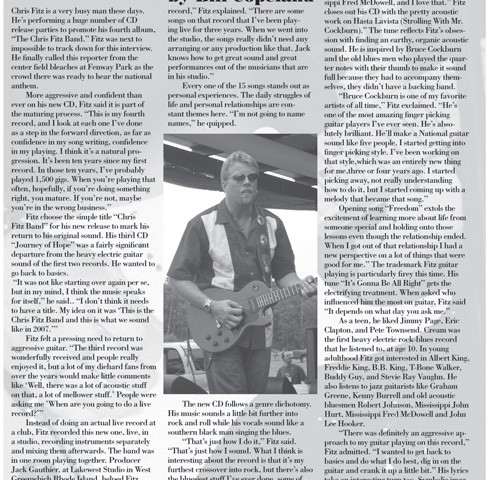 Chris Fitz is a very busy man these days.
He's performing a huge number of CD
release parties to promote his fourth album,
"The Chris Fitz Band." Fitz was next to
impossible to track down for this interview.
He finally called this reporter from the
center field bleachers at Fenway Park as the
crowd there was ready to hear the national
anthem.
More aggressive and confident than
ever on his new CD, Fitz said it is part of
the maturing process. "This is my fourth
record, and I look at each one I've done
as a step in the forward direction, as far as
confidence in my song writing, confidence
in my playing. I think it's a natural pro-
gression. It's been ten years since my first
record. In those ten years, I've probably
played 1,500 gigs. When you're playing that
often, hopefully, if you're doing something
right, you mature. If you're not, maybe
you're in the wrong business."
Fitz choose the simple title "Chris
Fitz Band" for his new release to mark his
return to his original sound. His third CD
"Journey of Hope" was a fairly significant
departure from the heavy electric guitar
sound of the first two records. He wanted to
go back to basics.
"It was not like starting over again per se,
but in my mind, I think the music speaks
for itself," he said.. "I don't think it needs
to have a title. My idea on it was 'This is the
Chris Fitz Band and this is what we sound
like in 2007.'"
Fitz felt a pressing need to return to
aggressive guitar. "The third record was
wonderfully received and people really
enjoyed it, but a lot of my diehard fans from
over the years would make little comments
like 'Well, there was a lot of acoustic stuff
on that, a lot of mellower stuff.' People were
asking me 'When are you going to do a live
record?'"
Instead of doing an actual live record at
a club, Fitz recorded this new one, live, in
a studio, recording instruments separately
and mixing them afterwards. The band was
in one room playing together. Producer
Jack Gauthier, at Lakewest Studio in West
Greenwich Rhode Island, helped Fitz
record," Fitz explained. "There are some
songs on that record that I've been play-
ing live for three years. When we went into
the studio, the songs really didn't need any
arranging or any production like that. Jack
knows how to get great sound and great
performances out of the musicians that are
in his studio."
Every one of the 15 songs stands out as
personal experiences. The daily struggles of
life and personal relationships are con-
stant themes here. "I'm not going to name
names," he quipped.
The new CD follows a genre dichotomy.
His music sounds a little bit further into
rock and roll while his vocals sound like a
southern black man singing the blues.
"That's just how I do it," Fitz said.
"That's just how I sound. What I think is
interesting about the record is that it's my
furthest crossover into rock, but there's also
the bluesiest stuff I've ever done, some of
sippi Fred McDowell, and I love that." Fitz
closes out his CD with the pretty acoustic
work on Hasta Lavista (Strolling With Mr.
Cockburn)." The tune reflects Fitz's obses-
sion with finding an earthy, organic acoustic
sound. He is inspired by Bruce Cockburn
and the old blues men who played the quar-
ter notes with their thumb to make it sound
full because they had to accompany them-
selves, they didn't have a backing band.
"Bruce Cockburn is one of my favorite
artists of all time," Fitz exclaimed. "He's
one of the most amazing finger picking
guitar players I've ever seen. He's abso-
lutely brilliant. He'll make a National guitar
sound like five people. I started getting into
finger picking style. I've been working on
that style,which was an entirely new thing
for me,three or four years ago. I started
picking away, not really understanding
how to do it, but I started coming up with a
melody that became that song."
Opening song "Freedom" extols the
excitement of learning more about life from
someone special and holding onto those
lessons even though the relationship ended.
When I got out of that relationship I had a
new perspective on a lot of things that were
good for me." The trademark Fitz guitar
playing is particularly firey this time. His
tune "It's Gonna Be All Right" gets the
electrifying treatment. When asked who
influenced him the most on guitar, Fitz said
"It depends on what day you ask me."
As a teen, he liked Jimmy Page, Eric
Clapton, and Pete Townsend. Cream was
the first heavy electric rock-blues record
that he listened to, at age 10. In young
adulthood Fitz got interested in Albert King,
Freddie King, B.B. King, T-Bone Walker,
Buddy Guy, and Stevie Ray Vaughn. He
also listens to jazz guitarists like Graham
Greene, Kenny Burrell and old acoustic
bluesmen Robert Johnson, Mississippi John
Hurt, Mississippi Fred McDowell and John
Lee Hooker.
"There was definitely an aggressive ap-
proach to my guitar playing on this record,"
Fitz admitted. "I wanted to get back to
basics and do what I do best, dig in on the
guitar and crank it up a little bit." His lyrics